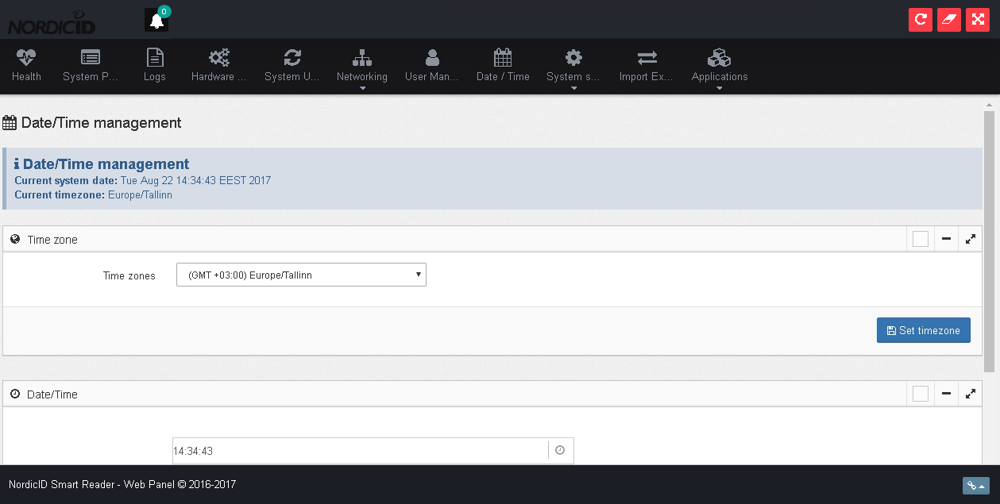 NORDICID
0
Health
System P...
Logs
Hardware ...
System U...
Networking
User Man...
Date / Time
System s...
Import Ex...
Applications
Date/Time management
Date/Time management
Current system date: Tue Aug 22 14:34:43 EEST 2017
Current timezone: Europe/Tallinn
Time zone
Time zones
(GMT +03:00) Europe/Tallinn
Set timezone
Date/Time
14:34:43
NordicID Smart Reader - Web Panel © 2016-2017